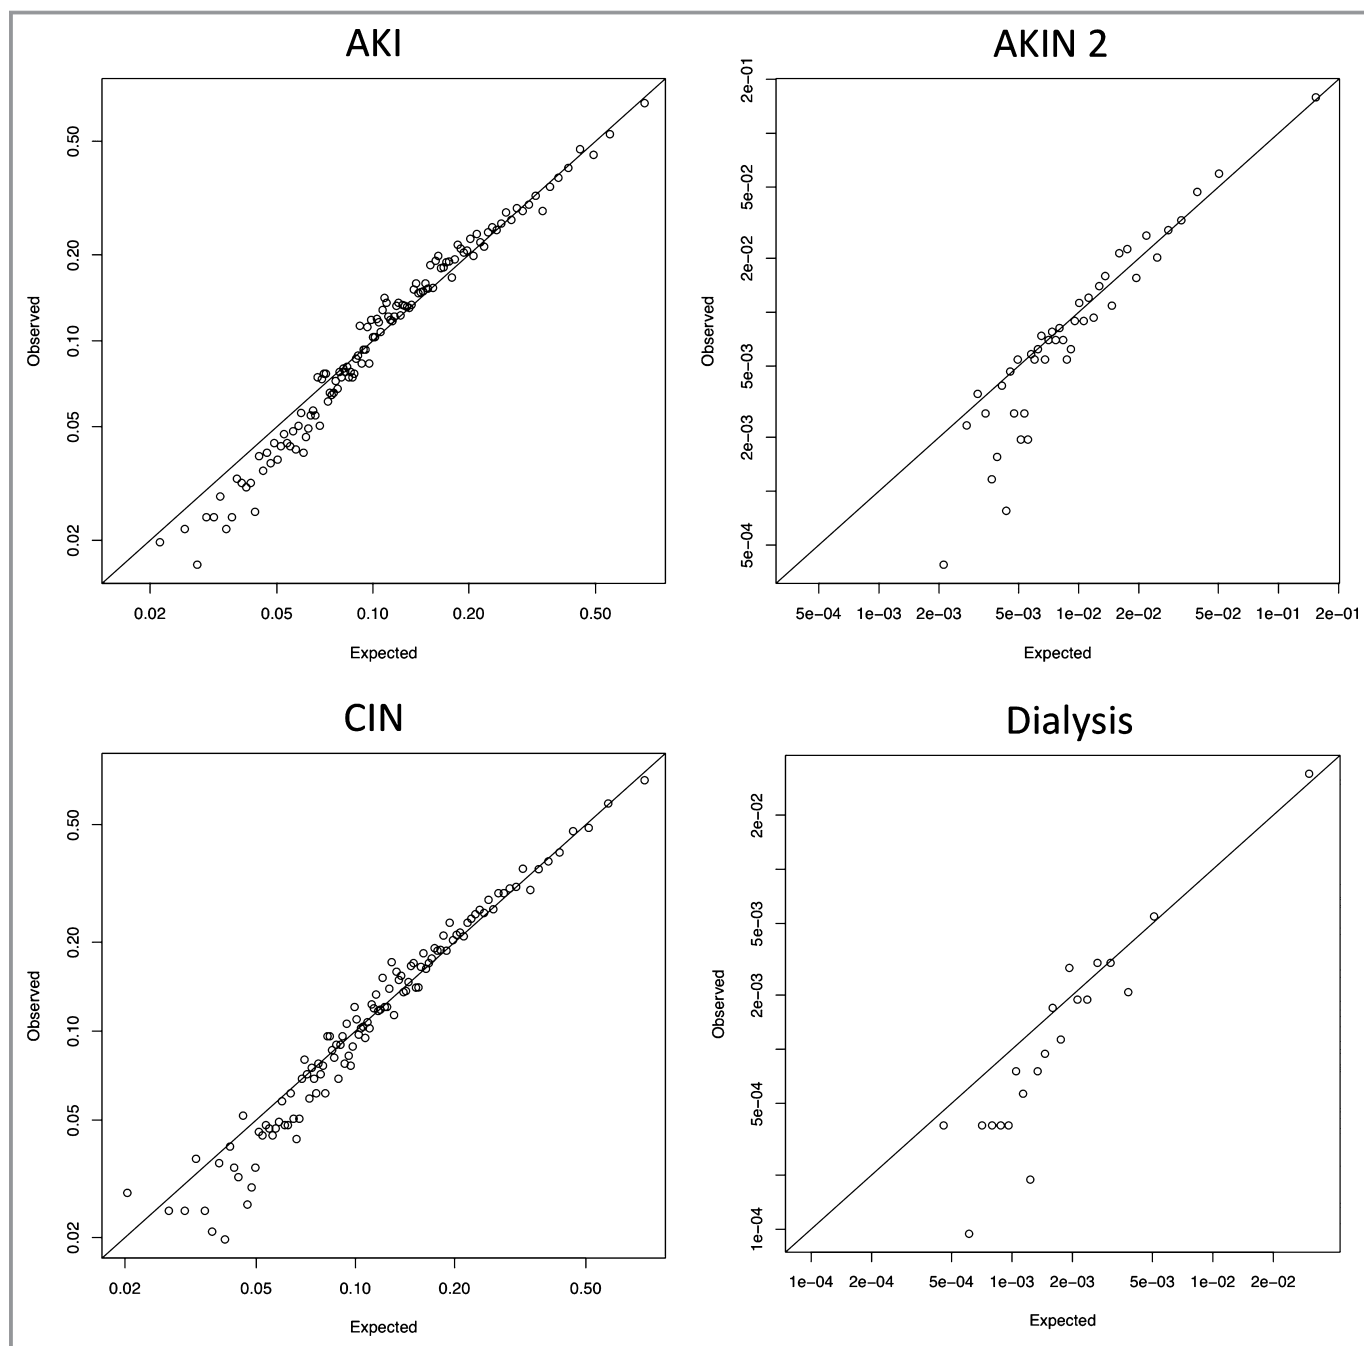 AKI
Observed
0.02 0.05 0.10 0.20 0.50
0.02 0.05 0.10 0.20 0.50
Expected
AKIN 2
Observed
5e−04 2e−03 5e−03 2e−02 5e−02 2e−01
5e−04 1e−03 2e−03 5e−03 1e−02 2e−02 5e−02 1e−01 2e−01
Expected
CIN
Observed
0.02 0.05 0.10 0.20 0.50
0.02 0.05 0.10 0.20 0.50
Expected
Dialysis
Observed
1e−04 5e−04 2e−03 5e−03 2e−02
1e−04 2e−04 5e−04 1e−03 2e−03 5e−03 1e−02 2e−02
Expected